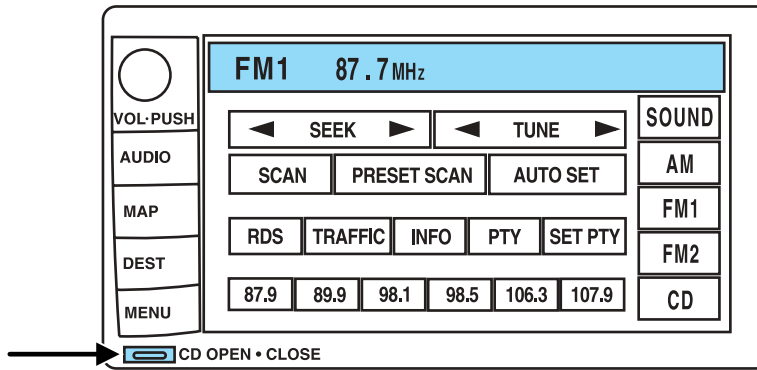 FM1 87.7 MHz
VOL·PUSH
AUDIO
MAP
DEST
MENU
◄ SEEK ► ◄ TUNE ►
SCAN PRESET SCAN AUTO SET
RDS TRAFFIC INFO PTY SET PTY
87.9 89.9 98.1 98.5 106.3 107.9
SOUND
AM
FM1
FM2
CD
CD OPEN • CLOSE